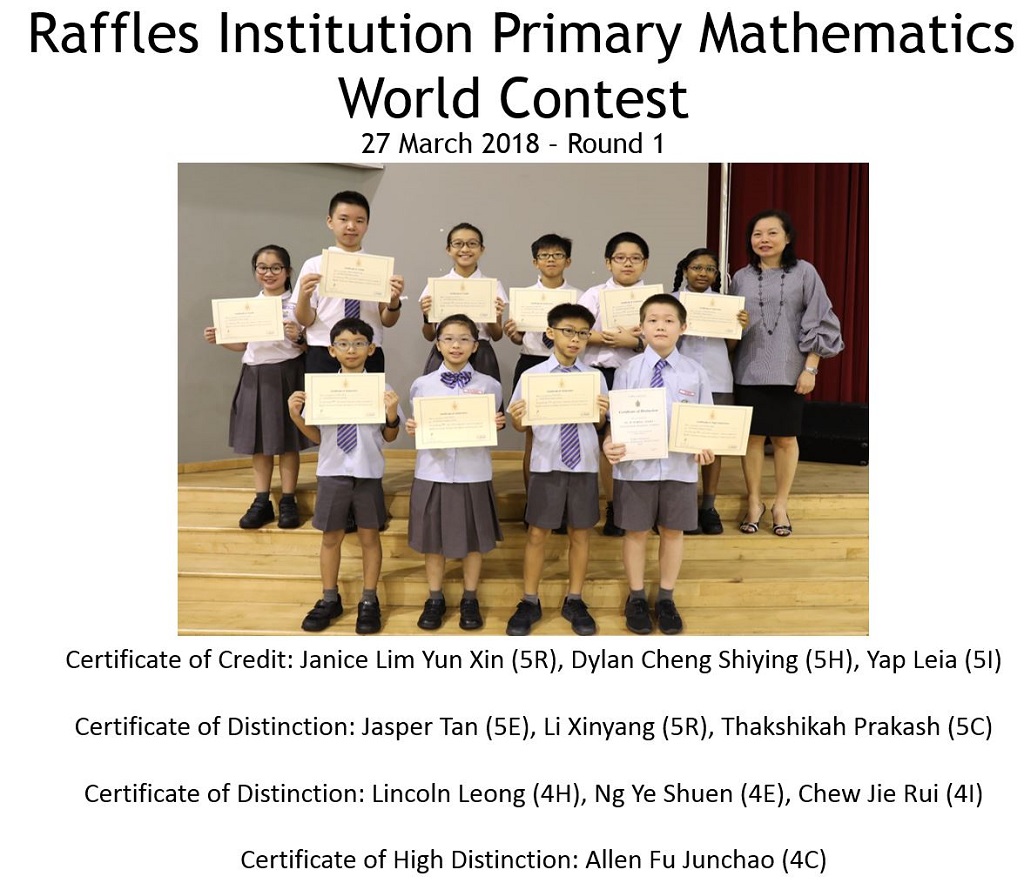 Raffles Institution Primary Mathematics
World Contest
27 March 2018 – Round 1
Certificate of Distinction
Certificate of Credit: Janice Lim Yun Xin (5R), Dylan Cheng Shiying (5H), Yap Leia (5I)
Certificate of Distinction: Jasper Tan (5E), Li Xinyang (5R), Thakshikah Prakash (5C)
Certificate of Distinction: Lincoln Leong (4H), Ng Ye Shuen (4E), Chew Jie Rui (4I)
Certificate of High Distinction: Allen Fu Junchao (4C)